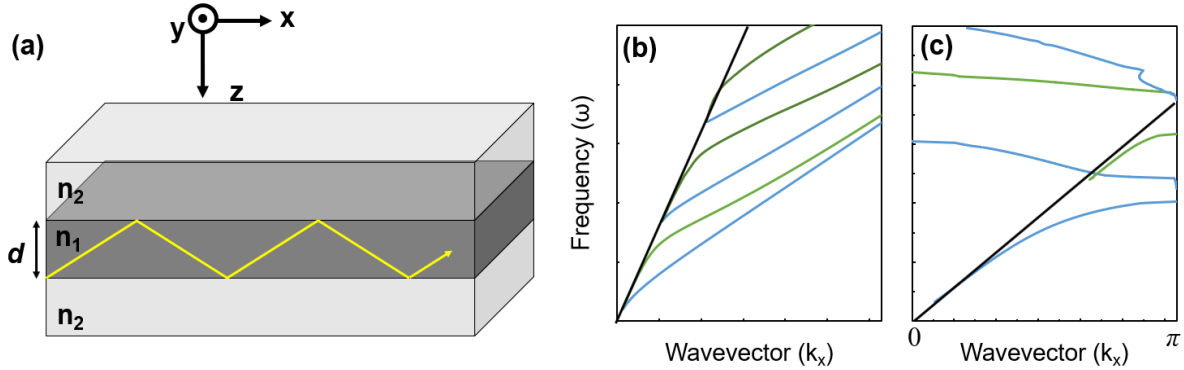 (a)
y
x
z
n2
n1
d
n2
(b)
Frequency (ω)
Wavevector (kx)
(c)
0
π
Wavevector (kx)